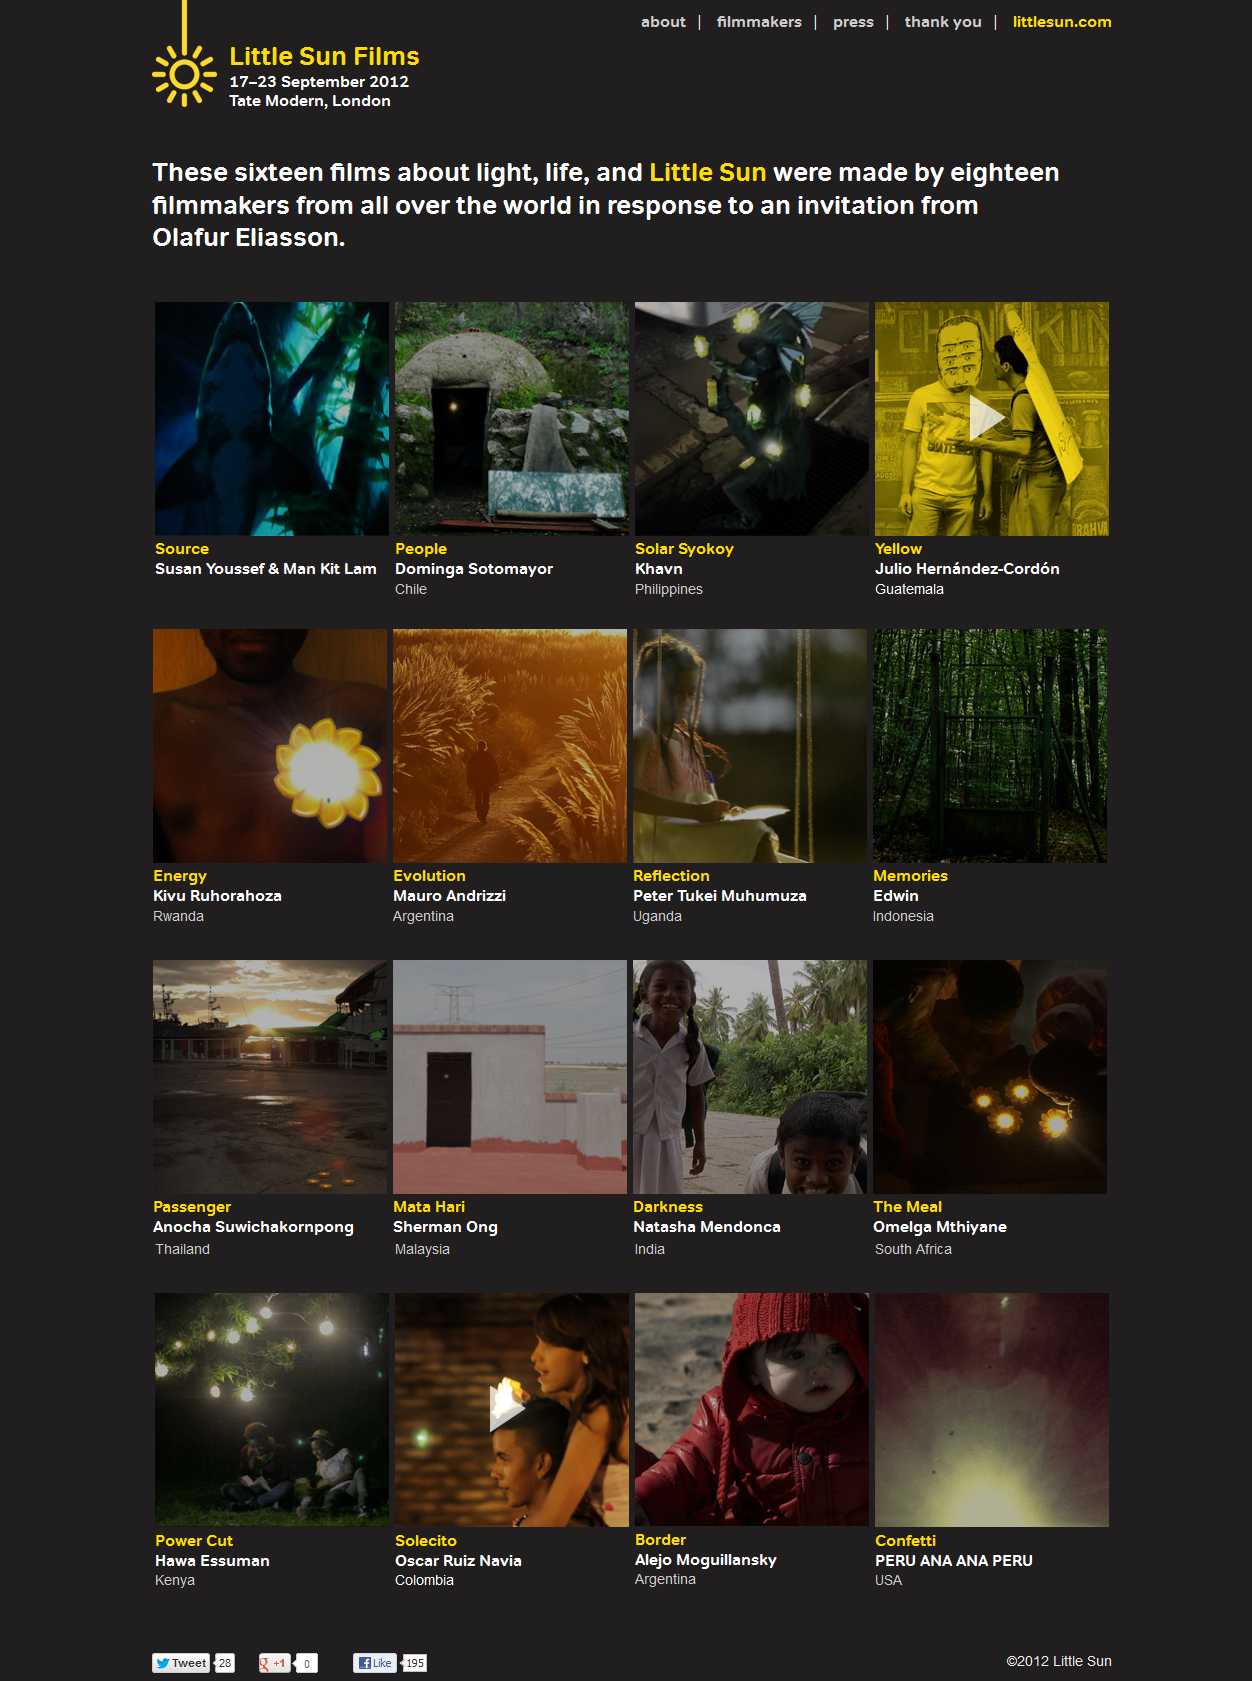 about | filmmakers | press | thank you | littlesun.com
Little Sun Films
17–23 September 2012
Tate Modern, London
These sixteen films about light, life, and Little Sun were made by eighteen
filmmakers from all over the world in response to an invitation from
Olafur Eliasson.
Source
Susan Youssef & Man Kit Lam
People
Dominga Sotomayor
Chile
Solar Syokoy
Khavn
Philippines
Yellow
Julio Hernández-Cordón
Guatemala
Energy
Kivu Ruhorahoza
Rwanda
Evolution
Mauro Andrizzi
Argentina
Reflection
Peter Tukei Muhumuza
Uganda
Memories
Edwin
Indonesia
Passenger
Anocha Suwichakornpong
Thailand
Mata Hari
Sherman Ong
Malaysia
Darkness
Natasha Mendonca
India
The Meal
Omelga Mthiyane
South Africa
Power Cut
Hawa Essuman
Kenya
Solecito
Oscar Ruiz Navia
Colombia
Border
Alejo Moguillansky
Argentina
Confetti
PERU ANA ANA PERU
USA
Tweet 28 g +1 0 Like 195
©2012 Little Sun